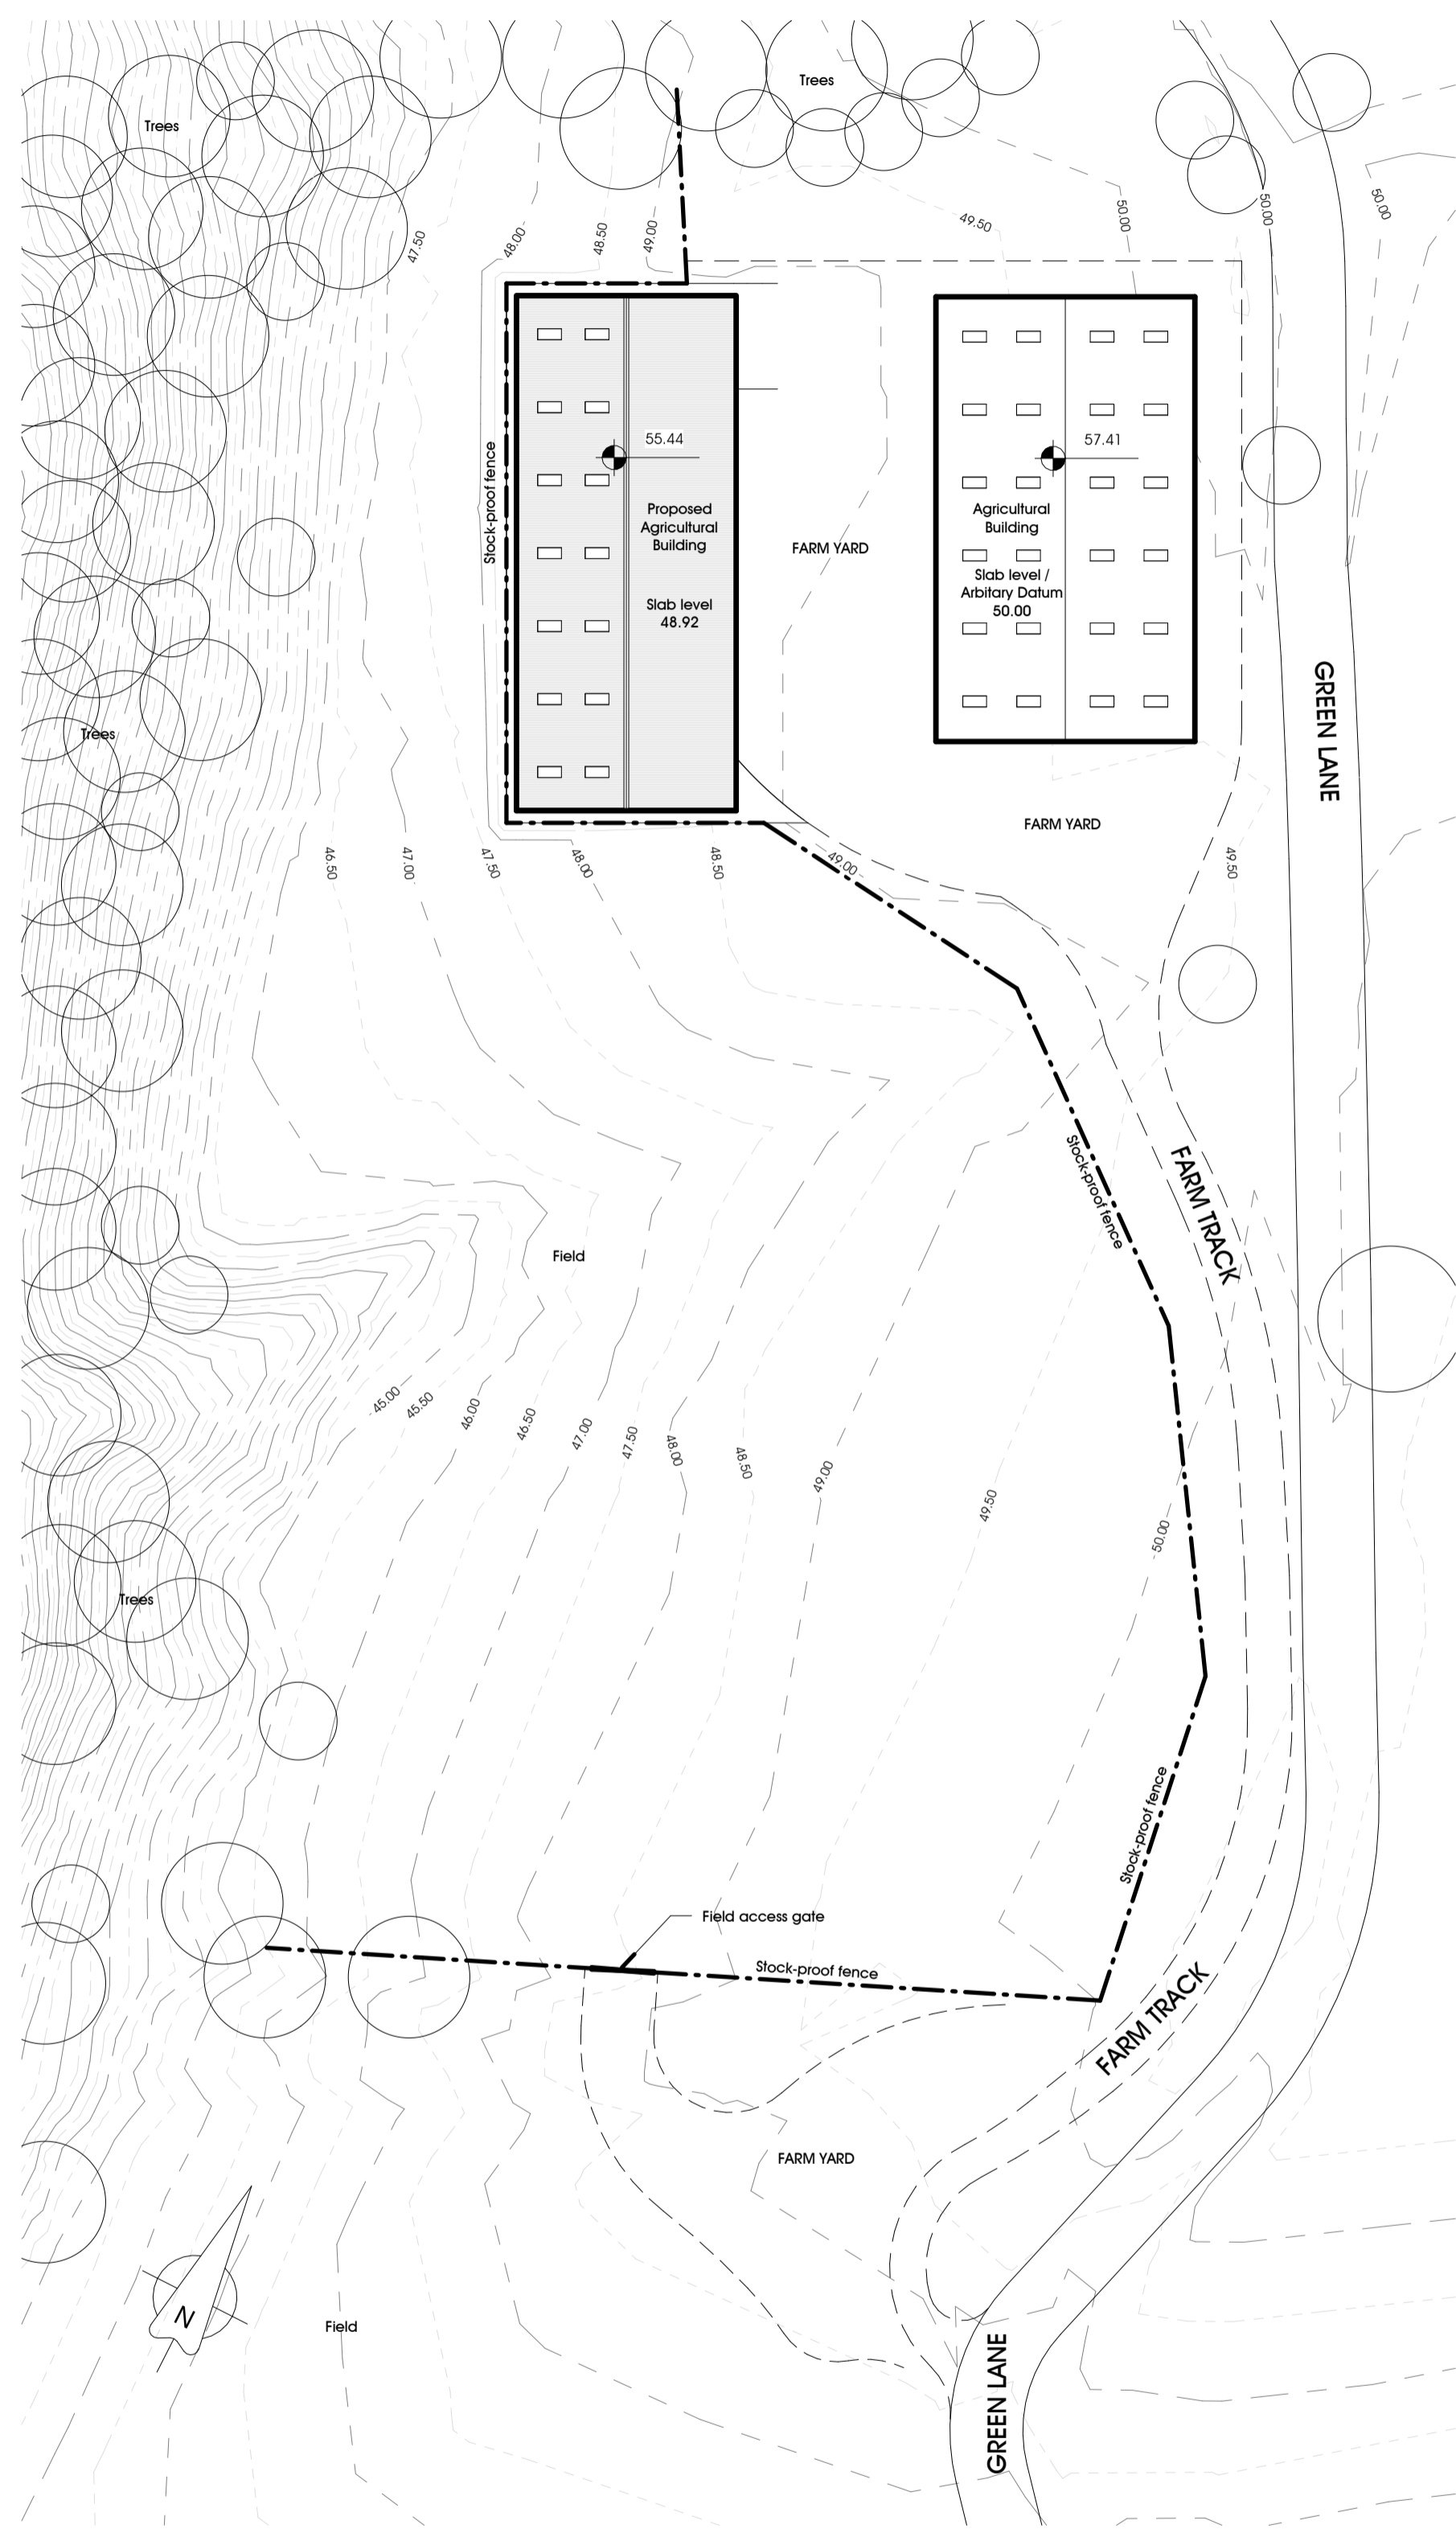 Trees
Trees
47.50
48.00
48.50
49.00
49.50
50.00
50.00
50.00
Stock-proof fence
55.44
Proposed
Agricultural
Building
Slab level
48.92
FARM YARD
57.41
Agricultural
Building
Slab level /
Arbitary Datum
50.00
GREEN LANE
Trees
FARM YARD
46.50
47.00
47.50
48.00
48.50
49.00
49.50
Stock-proof fence
FARM TRACK
Field
45.00
45.50
46.00
46.50
47.00
47.50
48.00
48.50
49.00
49.50
50.00
Trees
Stock-proof fence
Field access gate
Stock-proof fence
FARM TRACK
FARM YARD
N
Field
GREEN LANE